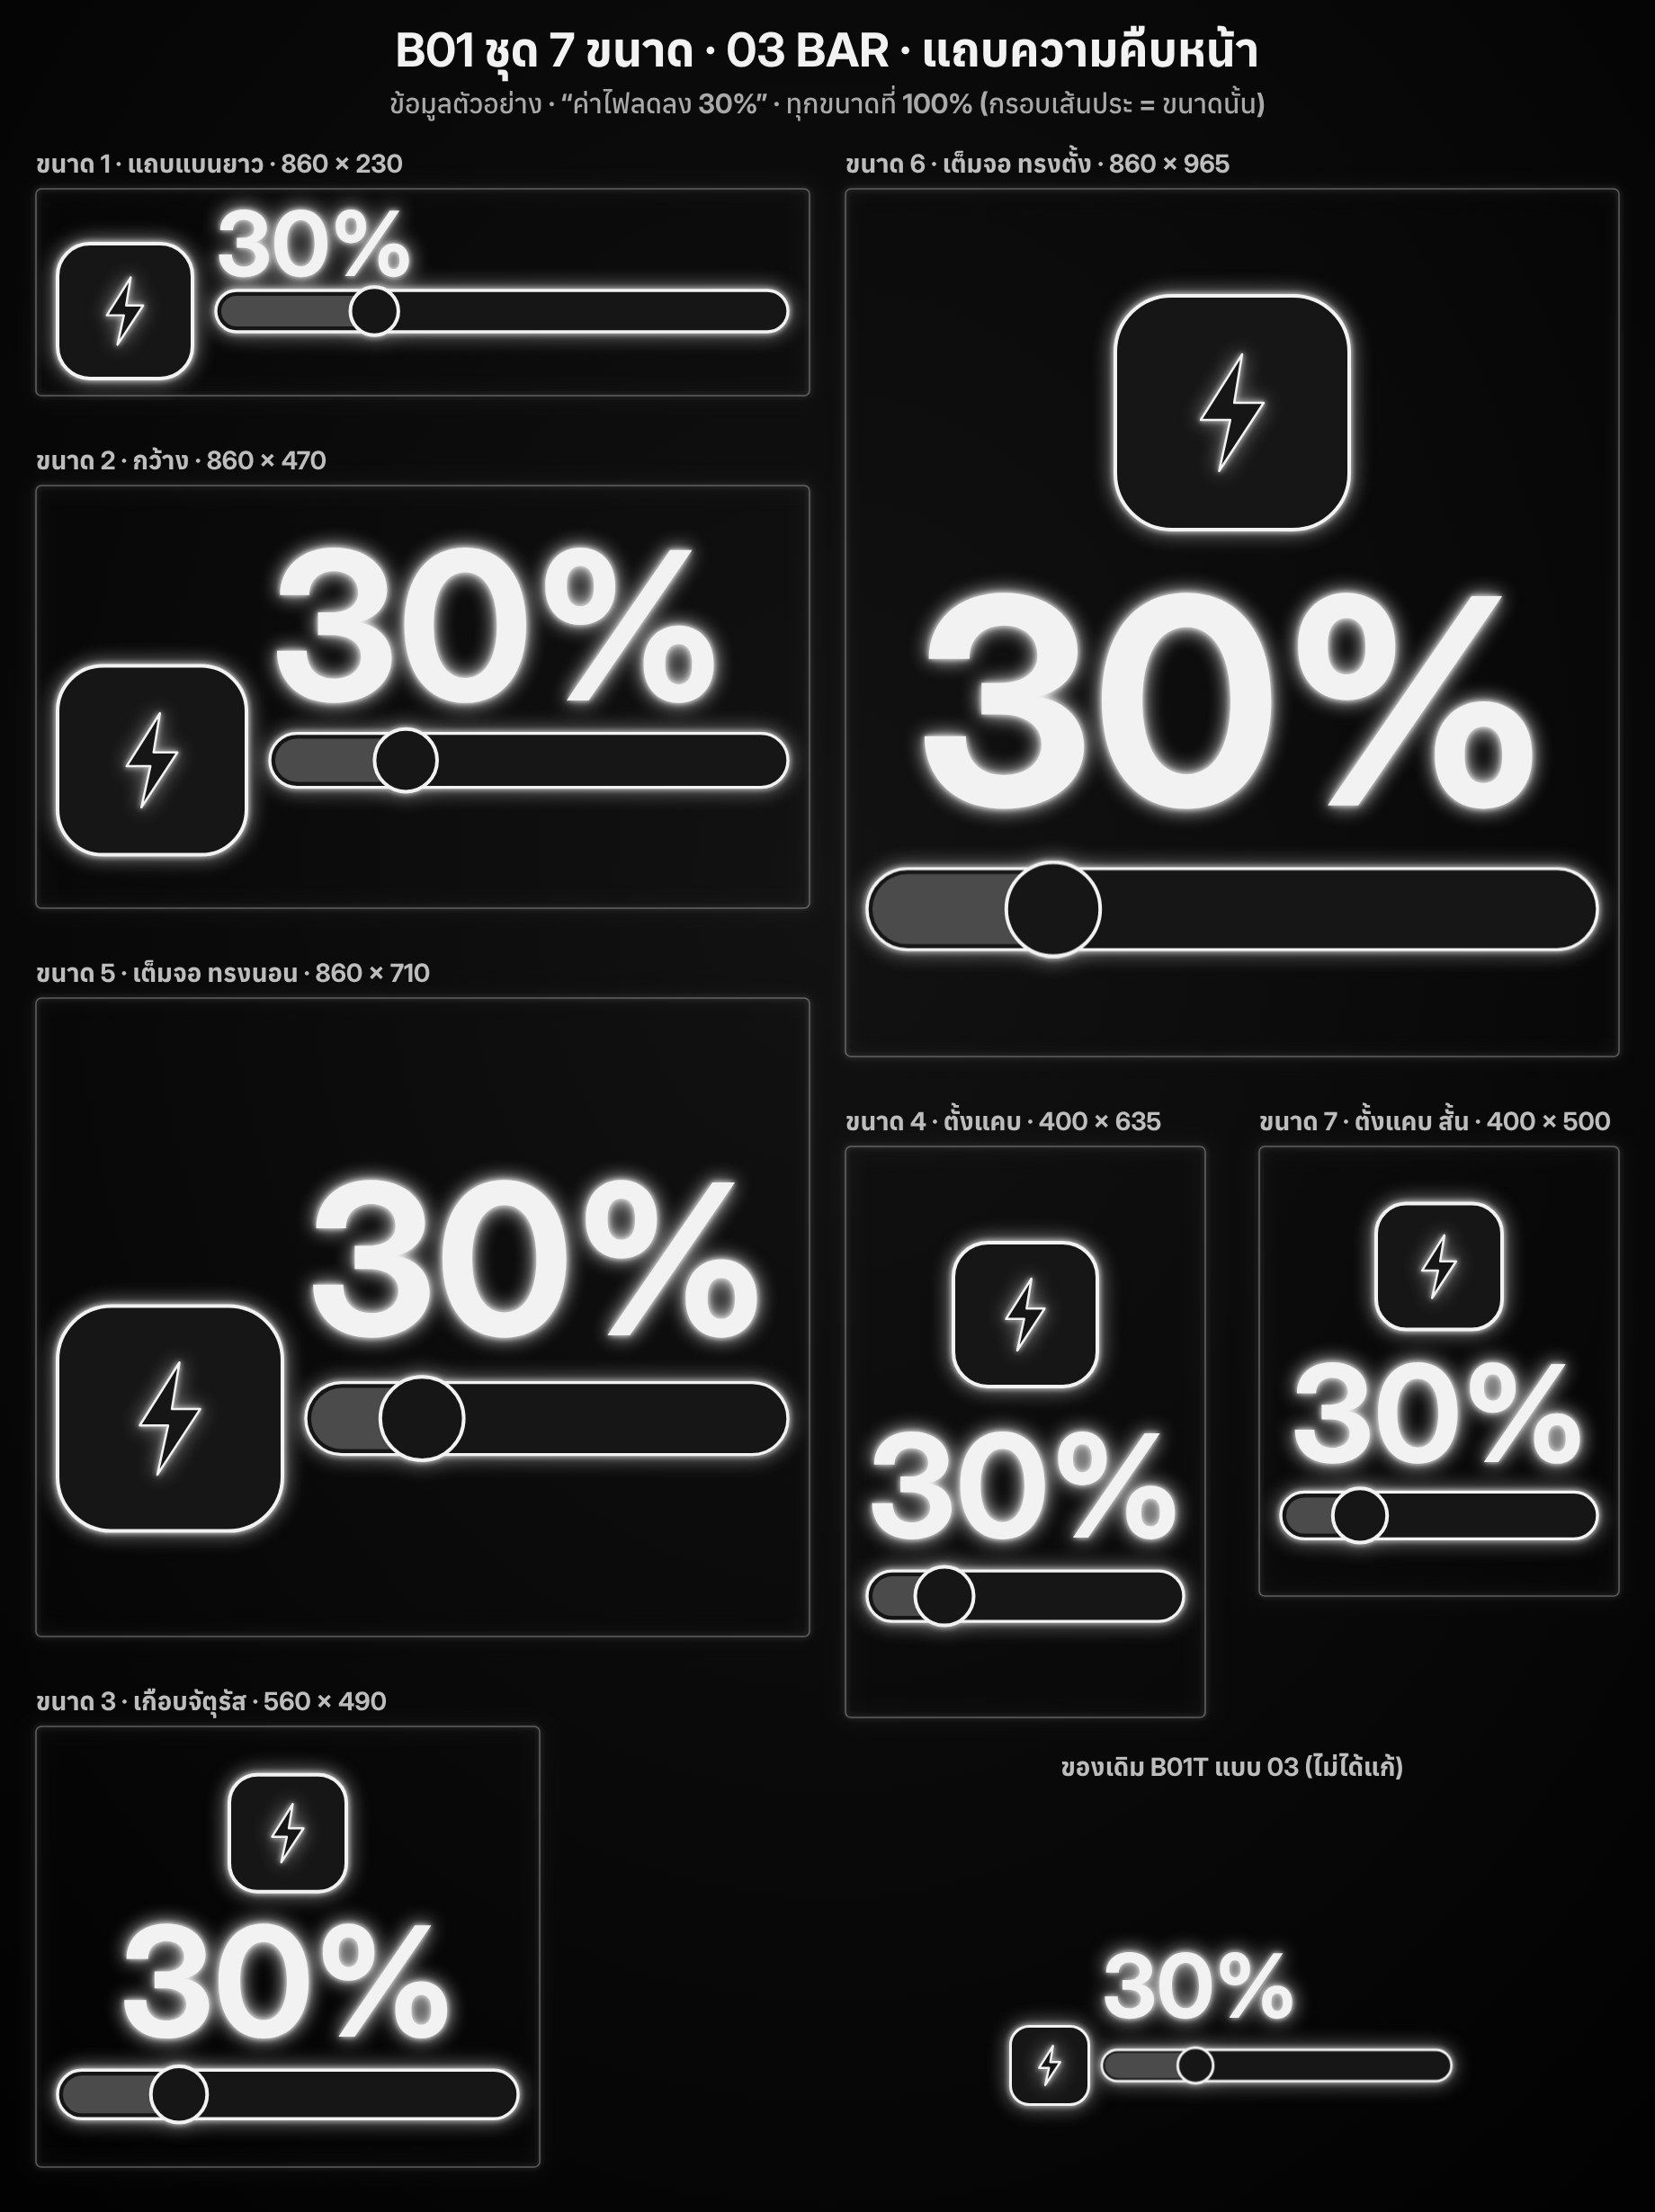 B01 ชุด 7 ขนาด · 03 BAR · แถบความคืบหน้า
ข้อมูลตัวอย่าง · “ค่าไฟลดลง 30%” · ทุกขนาดที่ 100% (กรอบเส้นประ = ขนาดนั้น)
ขนาด 1 · แถบแบนยาว · 860 × 230
30%
ขนาด 2 · กว้าง · 860 × 470
30%
ขนาด 5 · เต็มจอ ทรงนอน · 860 × 710
30%
ขนาด 3 · เกือบจัตุรัส · 560 × 490
30%
ขนาด 6 · เต็มจอ ทรงตั้ง · 860 × 965
30%
ขนาด 4 · ตั้งแคบ · 400 × 635
30%
ขนาด 7 · ตั้งแคบ สั้น · 400 × 500
30%
ของเดิม B01T แบบ 03 (ไม่ได้แก้)
30%